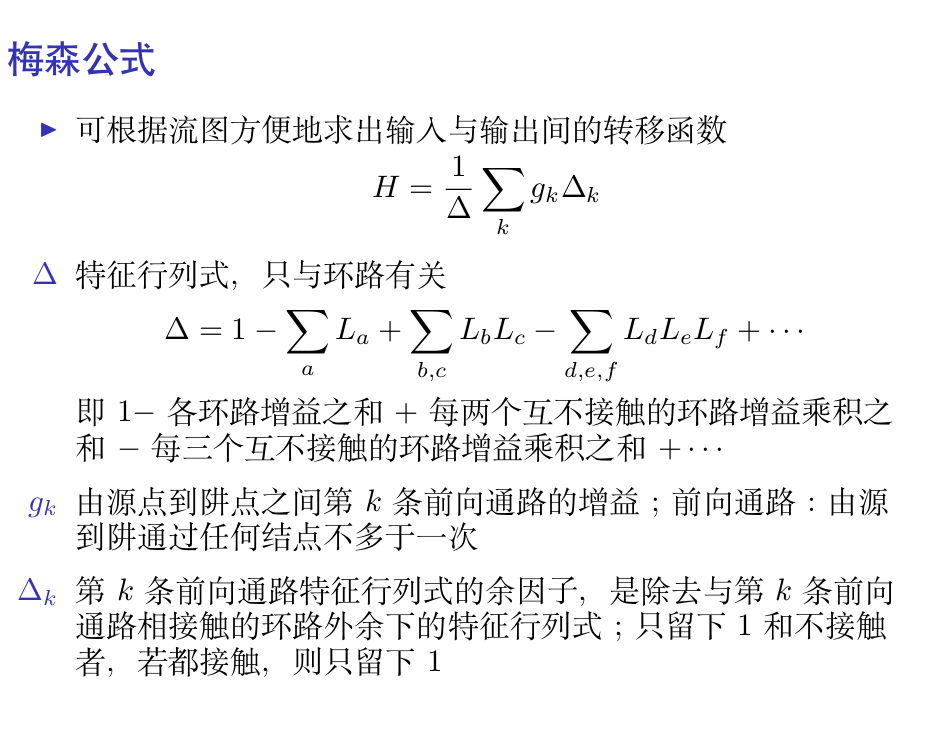 梅森公式
▶ 可根据流图方便地求出输入与输出间的转移函数
H = \frac{1}{Δ} \sum_{k} g_k Δ_k
Δ 特征行列式，只与环路有关
Δ = 1 − \sum_{a} L_a + \sum_{b,c} L_b L_c − \sum_{d,e,f} L_d L_e L_f + ···
即 1− 各环路增益之和 + 每两个互不接触的环路增益乘积之
和 − 每三个互不接触的环路增益乘积之和 + ···
g_k 由源点到阱点之间第 k 条前向通路的增益；前向通路：由源
到阱通过任何结点不多于一次
Δ_k 第 k 条前向通路特征行列式的余因子，是除去与第 k 条前向
通路相接触的环路外余下的特征行列式；只留下 1 和不接触
者，若都接触，则只留下 1